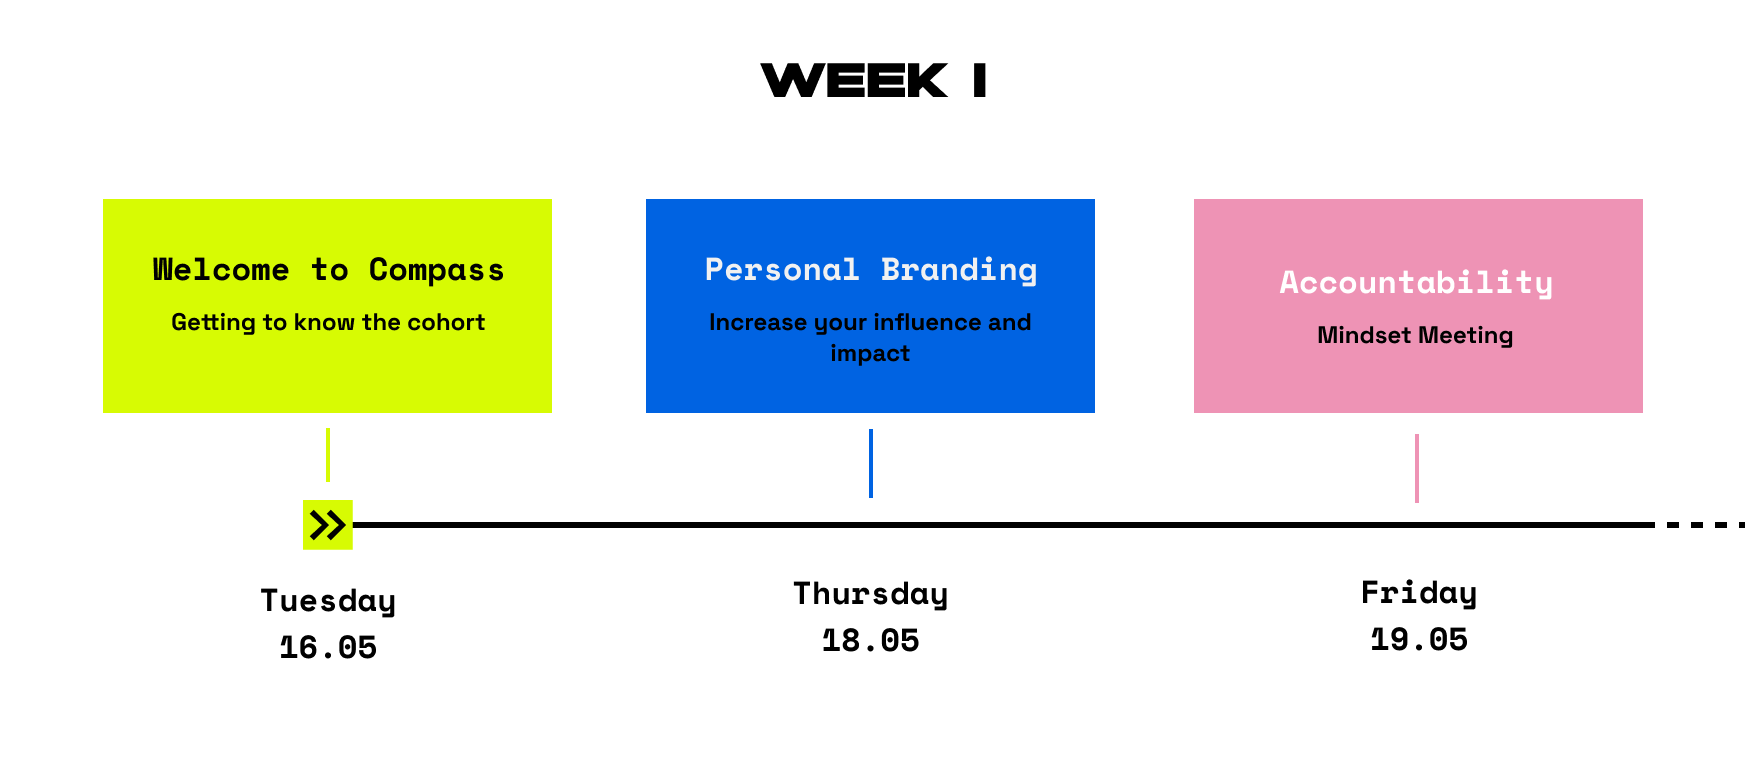 WEEK 1
Welcome to Compass
Getting to know the cohort
Personal Branding
Increase your influence and
impact
Accountability
Mindset Meeting
Tuesday
16.05
Thursday
18.05
Friday
19.05